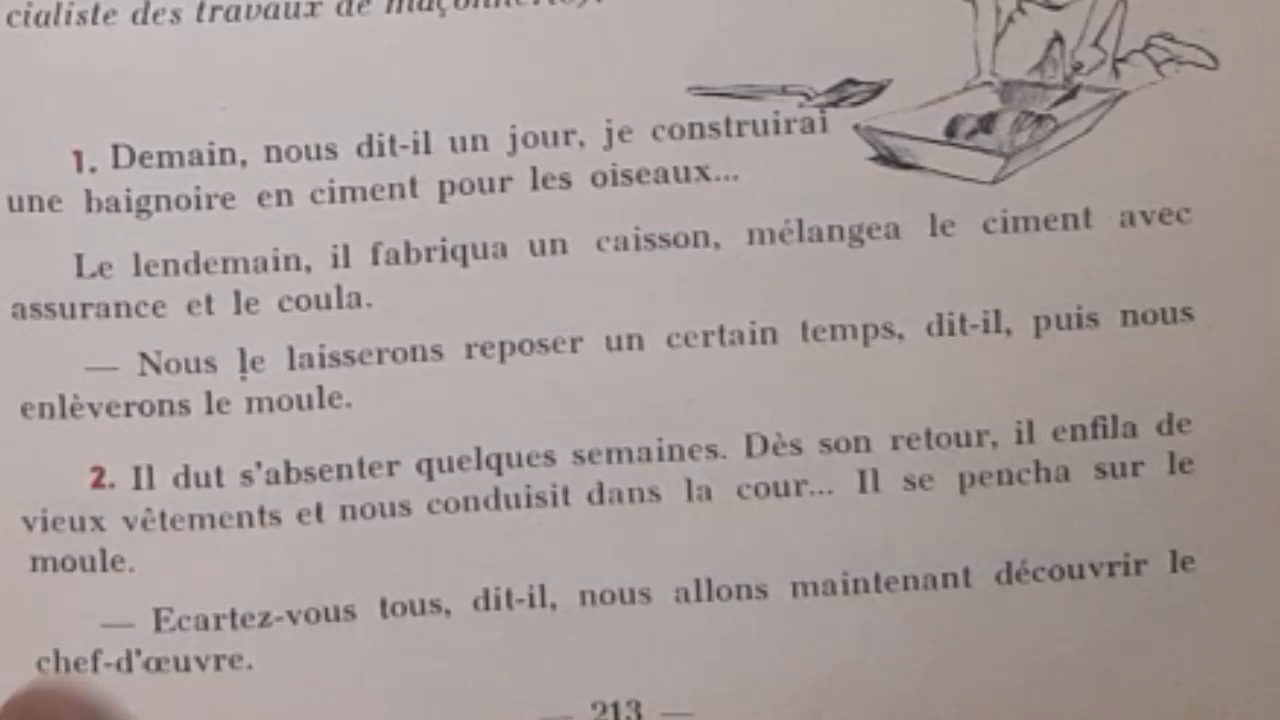 cialiste des travaux de maçonnerie).
1. Demain, nous dit-il un jour, je construirai
une baignoire en ciment pour les oiseaux...
Le lendemain, il fabriqua un caisson, mélangea le ciment avec
assurance et le coula.
— Nous le laisserons reposer un certain temps, dit-il, puis nous
enlèverons le moule.
2. Il dut s'absenter quelques semaines. Dès son retour, il enfila de
vieux vêtements et nous conduisit dans la cour... Il se pencha sur le
moule.
— Ecartez-vous tous, dit-il, nous allons maintenant découvrir le
chef-d'œuvre.
— 213 —